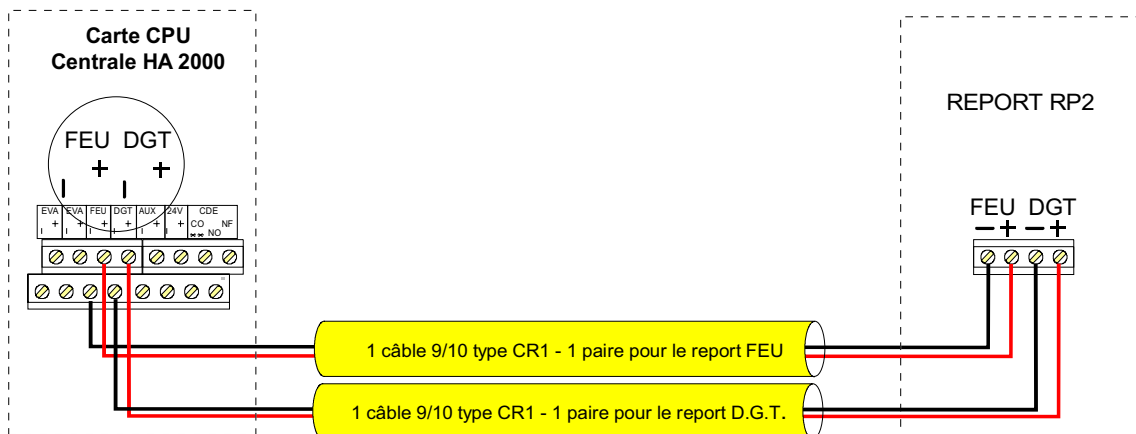 Carte CPU
Centrale HA 2000
FEU DGT
+ +
– –
EVA EVA FEU DGT AUX 24V CDE
– + – + – + – + – + – + CO NF
** NO
REPORT RP2
FEU DGT
– + – +
1 câble 9/10 type CR1 - 1 paire pour le report FEU
1 câble 9/10 type CR1 - 1 paire pour le report D.G.T.